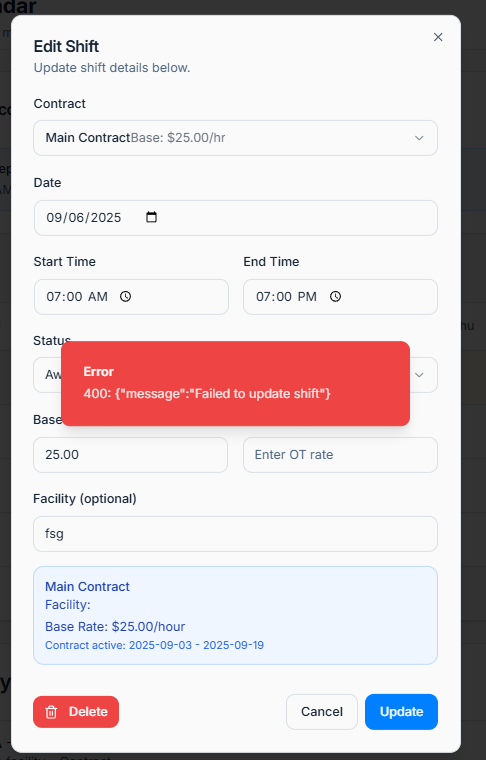 Edit Shift
Update shift details below.
Contract
Main ContractBase: $25.00/hr
Date
09/06/2025
Start Time
End Time
07:00 AM
07:00 PM
Status
Error
400: {"message":"Failed to update shift"}
Base
25.00
Enter OT rate
Facility (optional)
fsg
Main Contract
Facility:
Base Rate: $25.00/hour
Contract active: 2025-09-03 - 2025-09-19
Delete
Cancel
Update